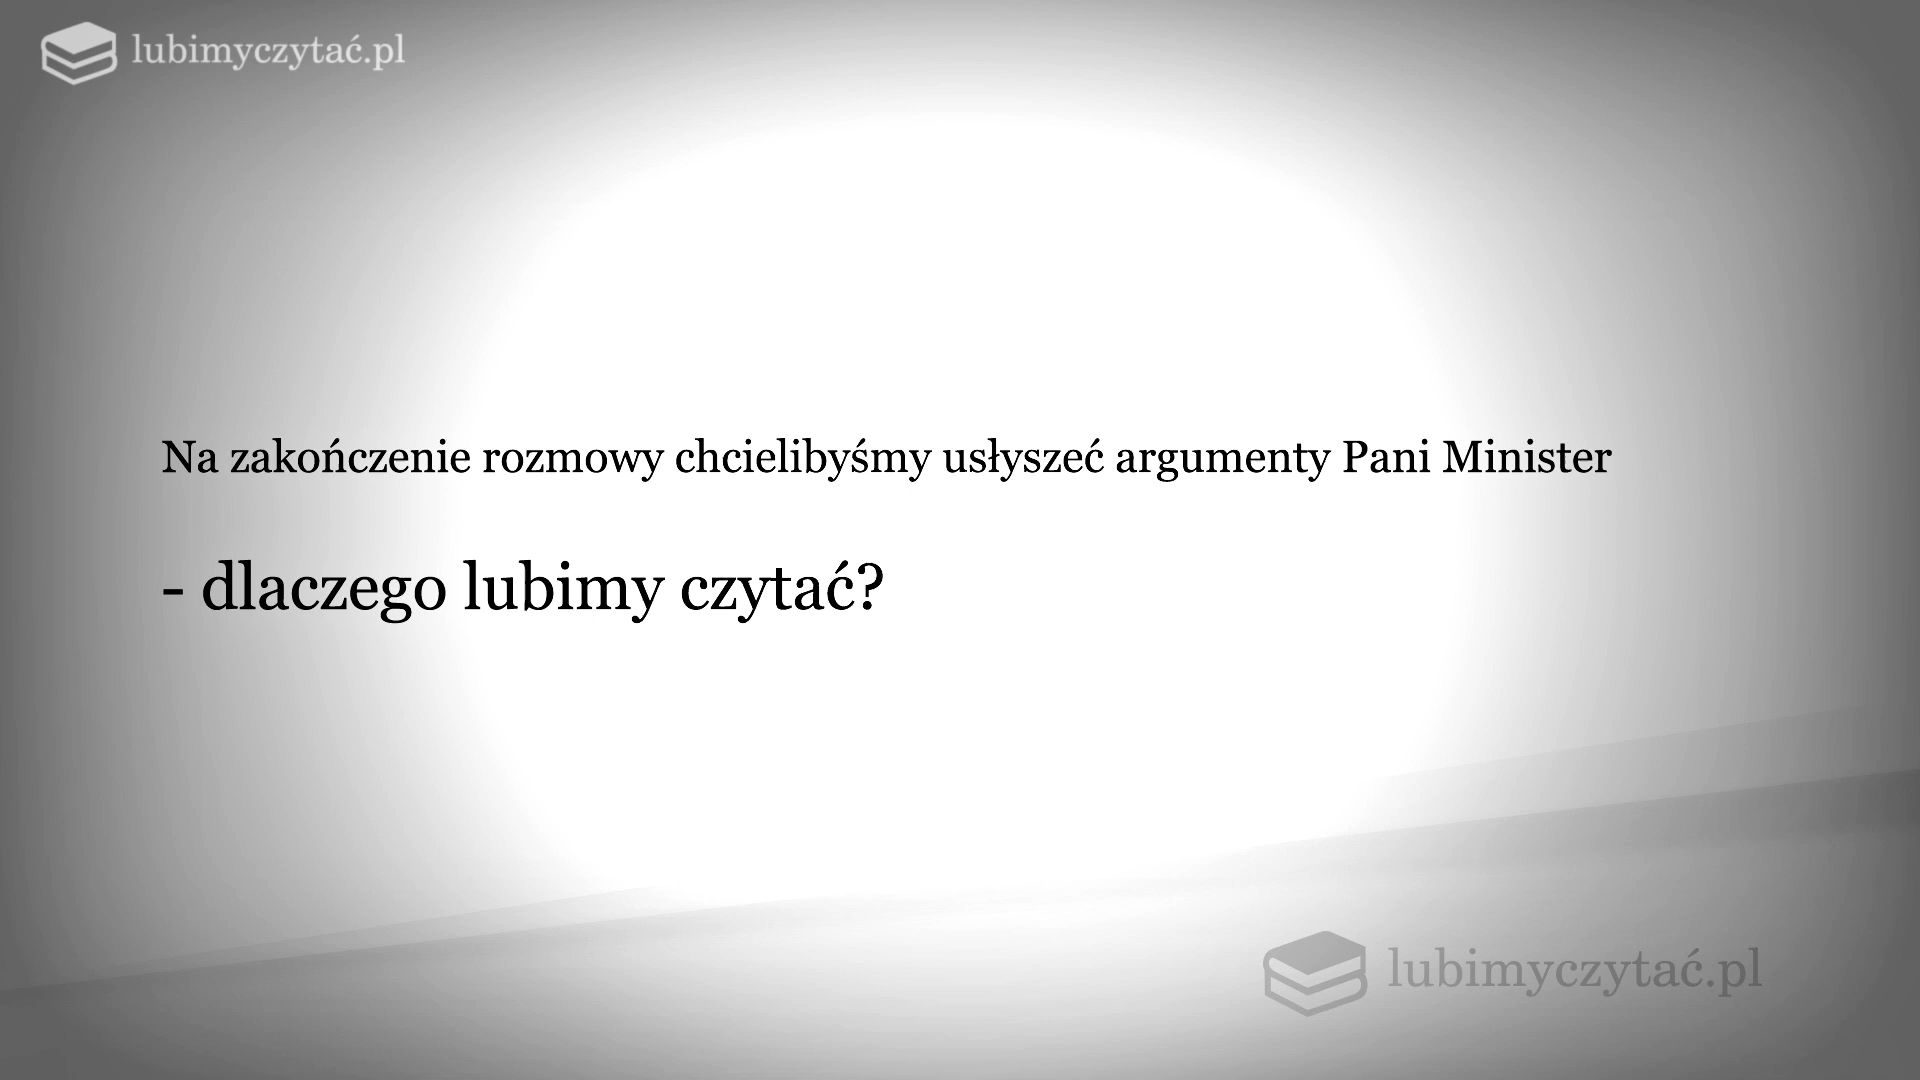 lubimyczytać.pl
Na zakończenie rozmowy chcielibyśmy usłyszeć argumenty Pani Minister
- dlaczego lubimy czytać?
lubimyczytać.pl